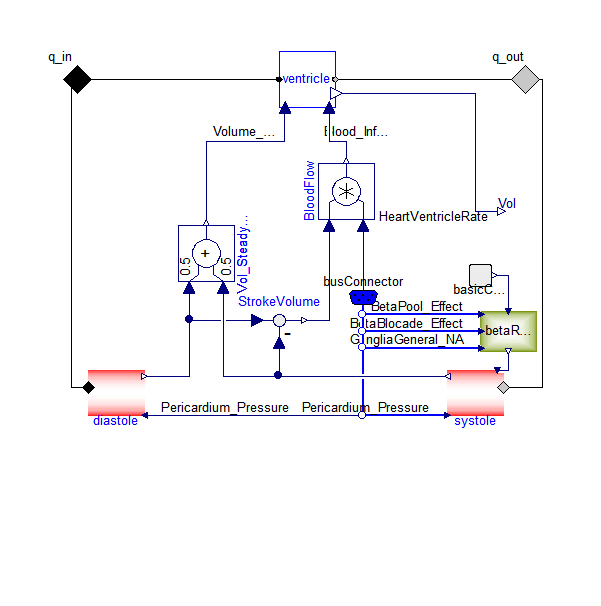 q_in
q_out
ventricle
Volume_...
Blood_Inf...
BloodFlow
Vol
HeartVentricleRate
+
0.5
0.5
Vol_Steady...
busConnector
basicC...
StrokeVolume
BetaPool_Effect
BetaBlocade_Effect
betaR...
GangliaGeneral_NA
-
Pericardium_Pressure
Pericardium_Pressure
diastole
systole